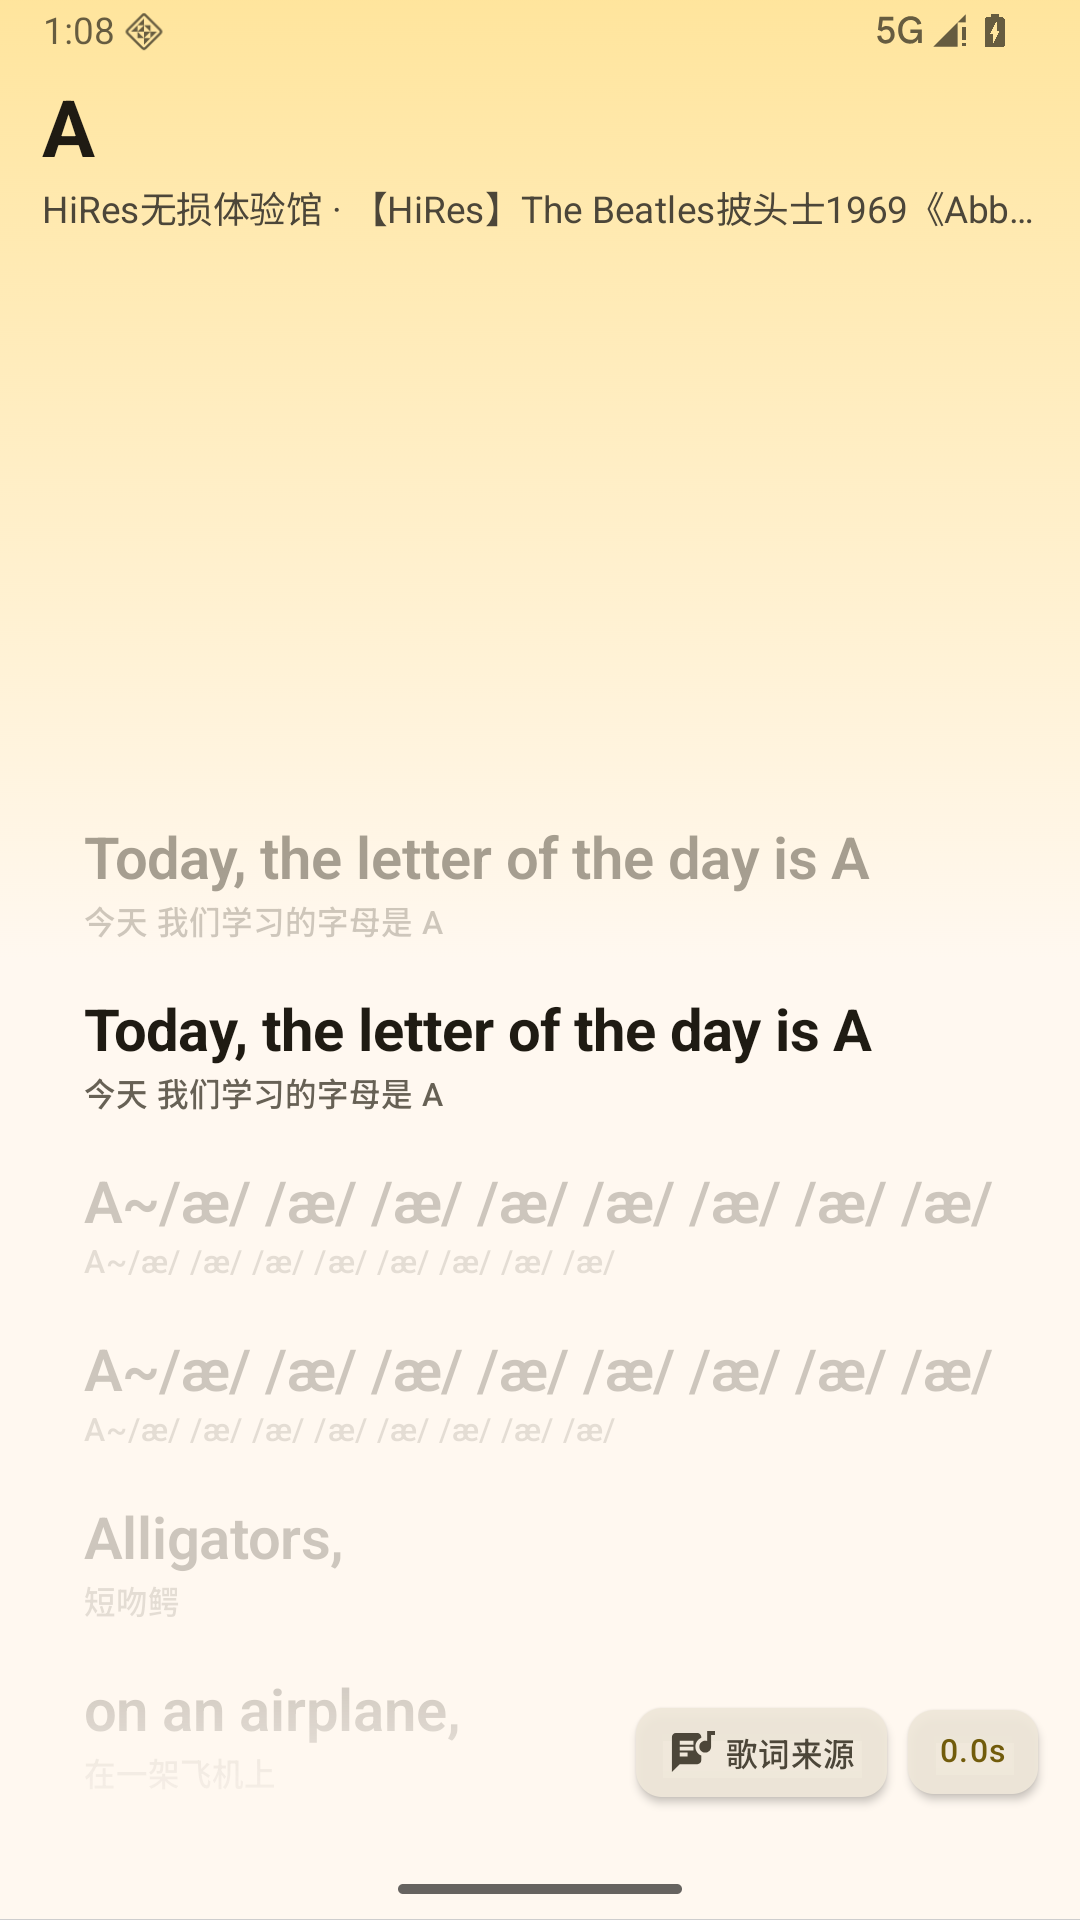 1:08
5G
A
HiRes无损体验馆 · 【HiRes】The Beatles披头士1969《Abb…
Today, the letter of the day is A
今天 我们学习的字母是 A
Today, the letter of the day is A
今天 我们学习的字母是 A
A~/æ/ /æ/ /æ/ /æ/ /æ/ /æ/ /æ/ /æ/
A~/æ/ /æ/ /æ/ /æ/ /æ/ /æ/ /æ/ /æ/
A~/æ/ /æ/ /æ/ /æ/ /æ/ /æ/ /æ/ /æ/
A~/æ/ /æ/ /æ/ /æ/ /æ/ /æ/ /æ/ /æ/
Alligators,
短吻鳄
on an airplane,
在一架飞机上
歌词来源
0.0s